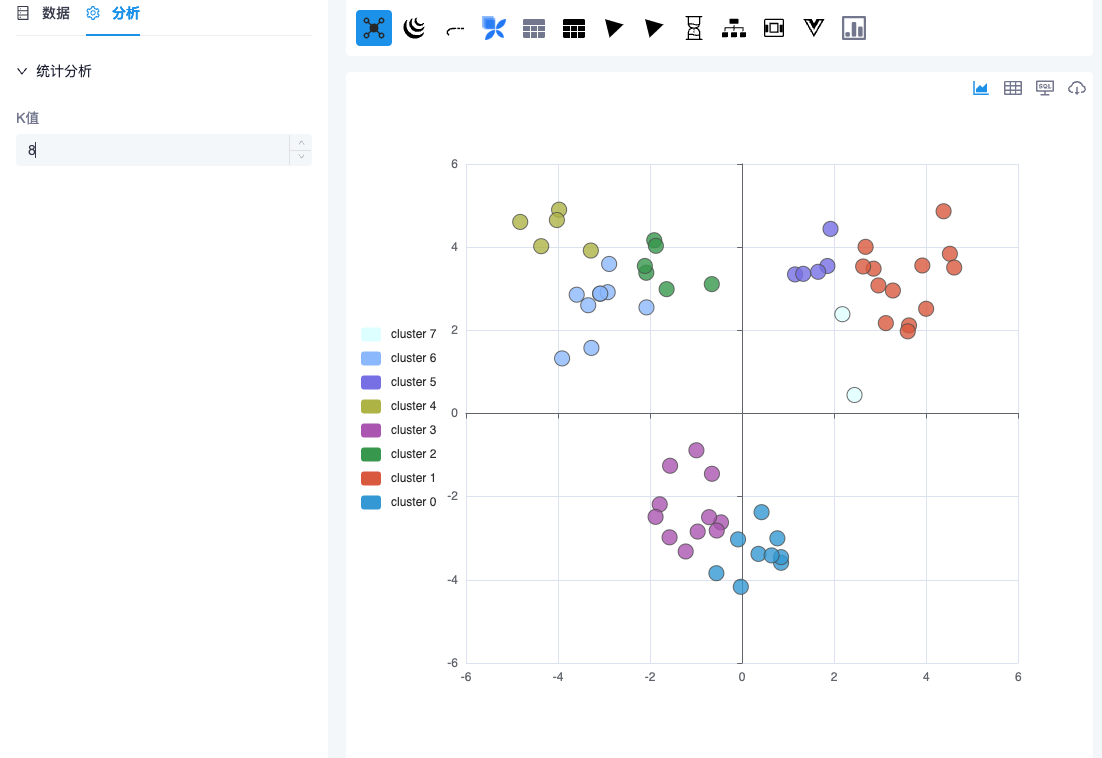 数据 分析
统计分析
K值
8
SQL
6
4
2
0
-2
-4
-6
-6 -4 -2 0 2 4 6
cluster 7
cluster 6
cluster 5
cluster 4
cluster 3
cluster 2
cluster 1
cluster 0